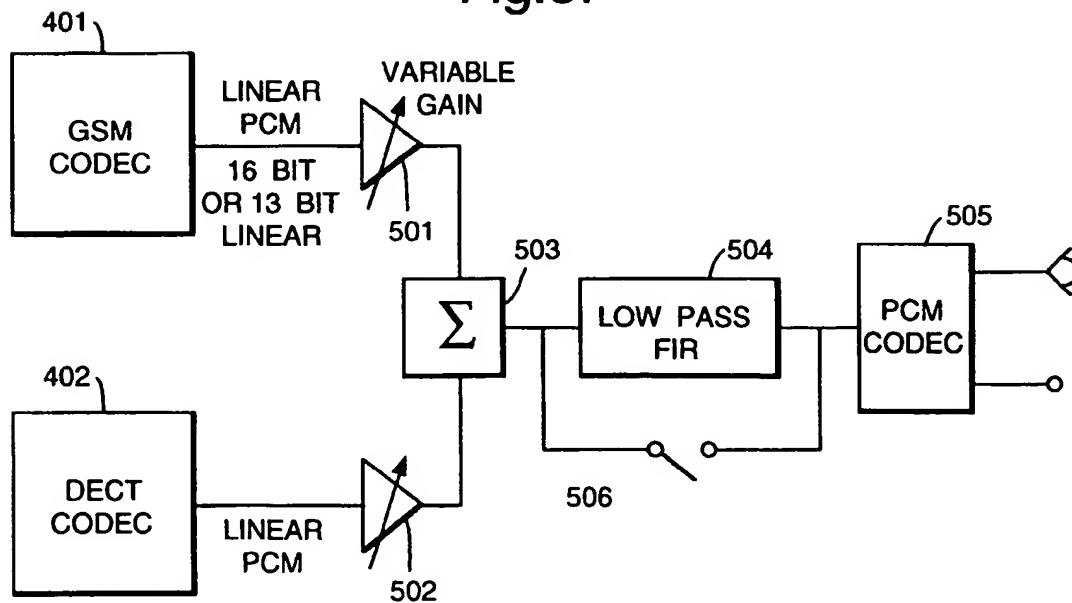 401
GSM
CODEC
LINEAR
PCM
16 BIT
OR 13 BIT
LINEAR
VARIABLE
GAIN
501
503
Σ
504
LOW PASS
FIR
505
PCM
CODEC
506
402
DECT
CODEC
LINEAR
PCM
502